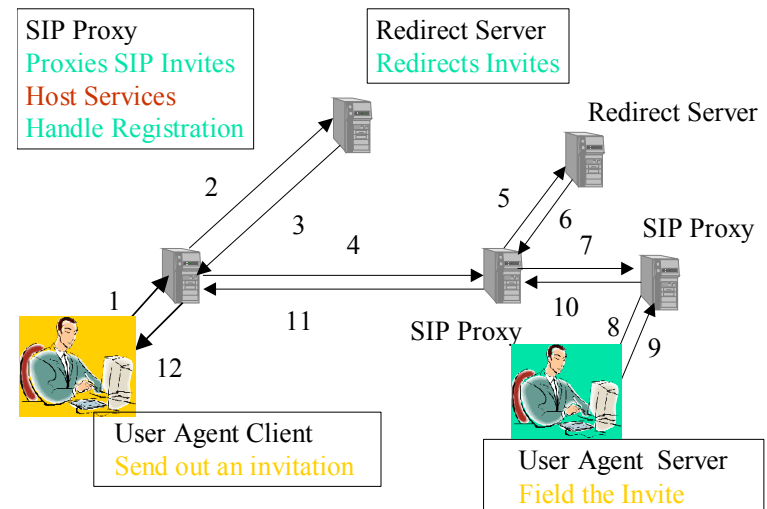 SIP Proxy
Proxies SIP Invites
Host Services
Handle Registration
Redirect Server
Redirects Invites
Redirect Server
2
3
4
5
6
7
SIP Proxy
1
11
SIP Proxy
10
8
9
12
User Agent Client
Send out an invitation
User Agent  Server
Field the Invite